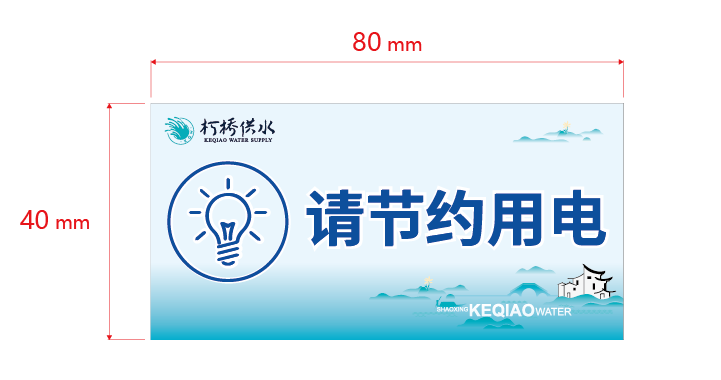 80 mm
40 mm
柯桥供水
KEQIAO WATER SUPPLY
请节约用电
SHAOXING KEQIAO WATER